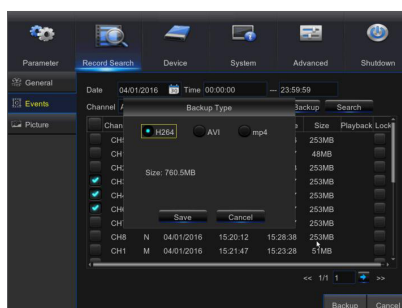 Parameter Record Search Device System Advanced Shutdown
General
Events
Picture
Date 04/01/2016 Time 00:00:00 — 23:59:59
Channel Backup Search
Backup Type
Size Playback Lock
H264 AVI mp4
253MB
48MB
253MB
Size: 760.5MB
253MB
253MB
253MB
Save Cancel
253MB
CH8 N 04/01/2016 15:20:12 15:28:38 253MB
CH1 M 04/01/2016 15:21:47 15:23:28 51MB
<< 1/1 1 >>
Backup Cancel